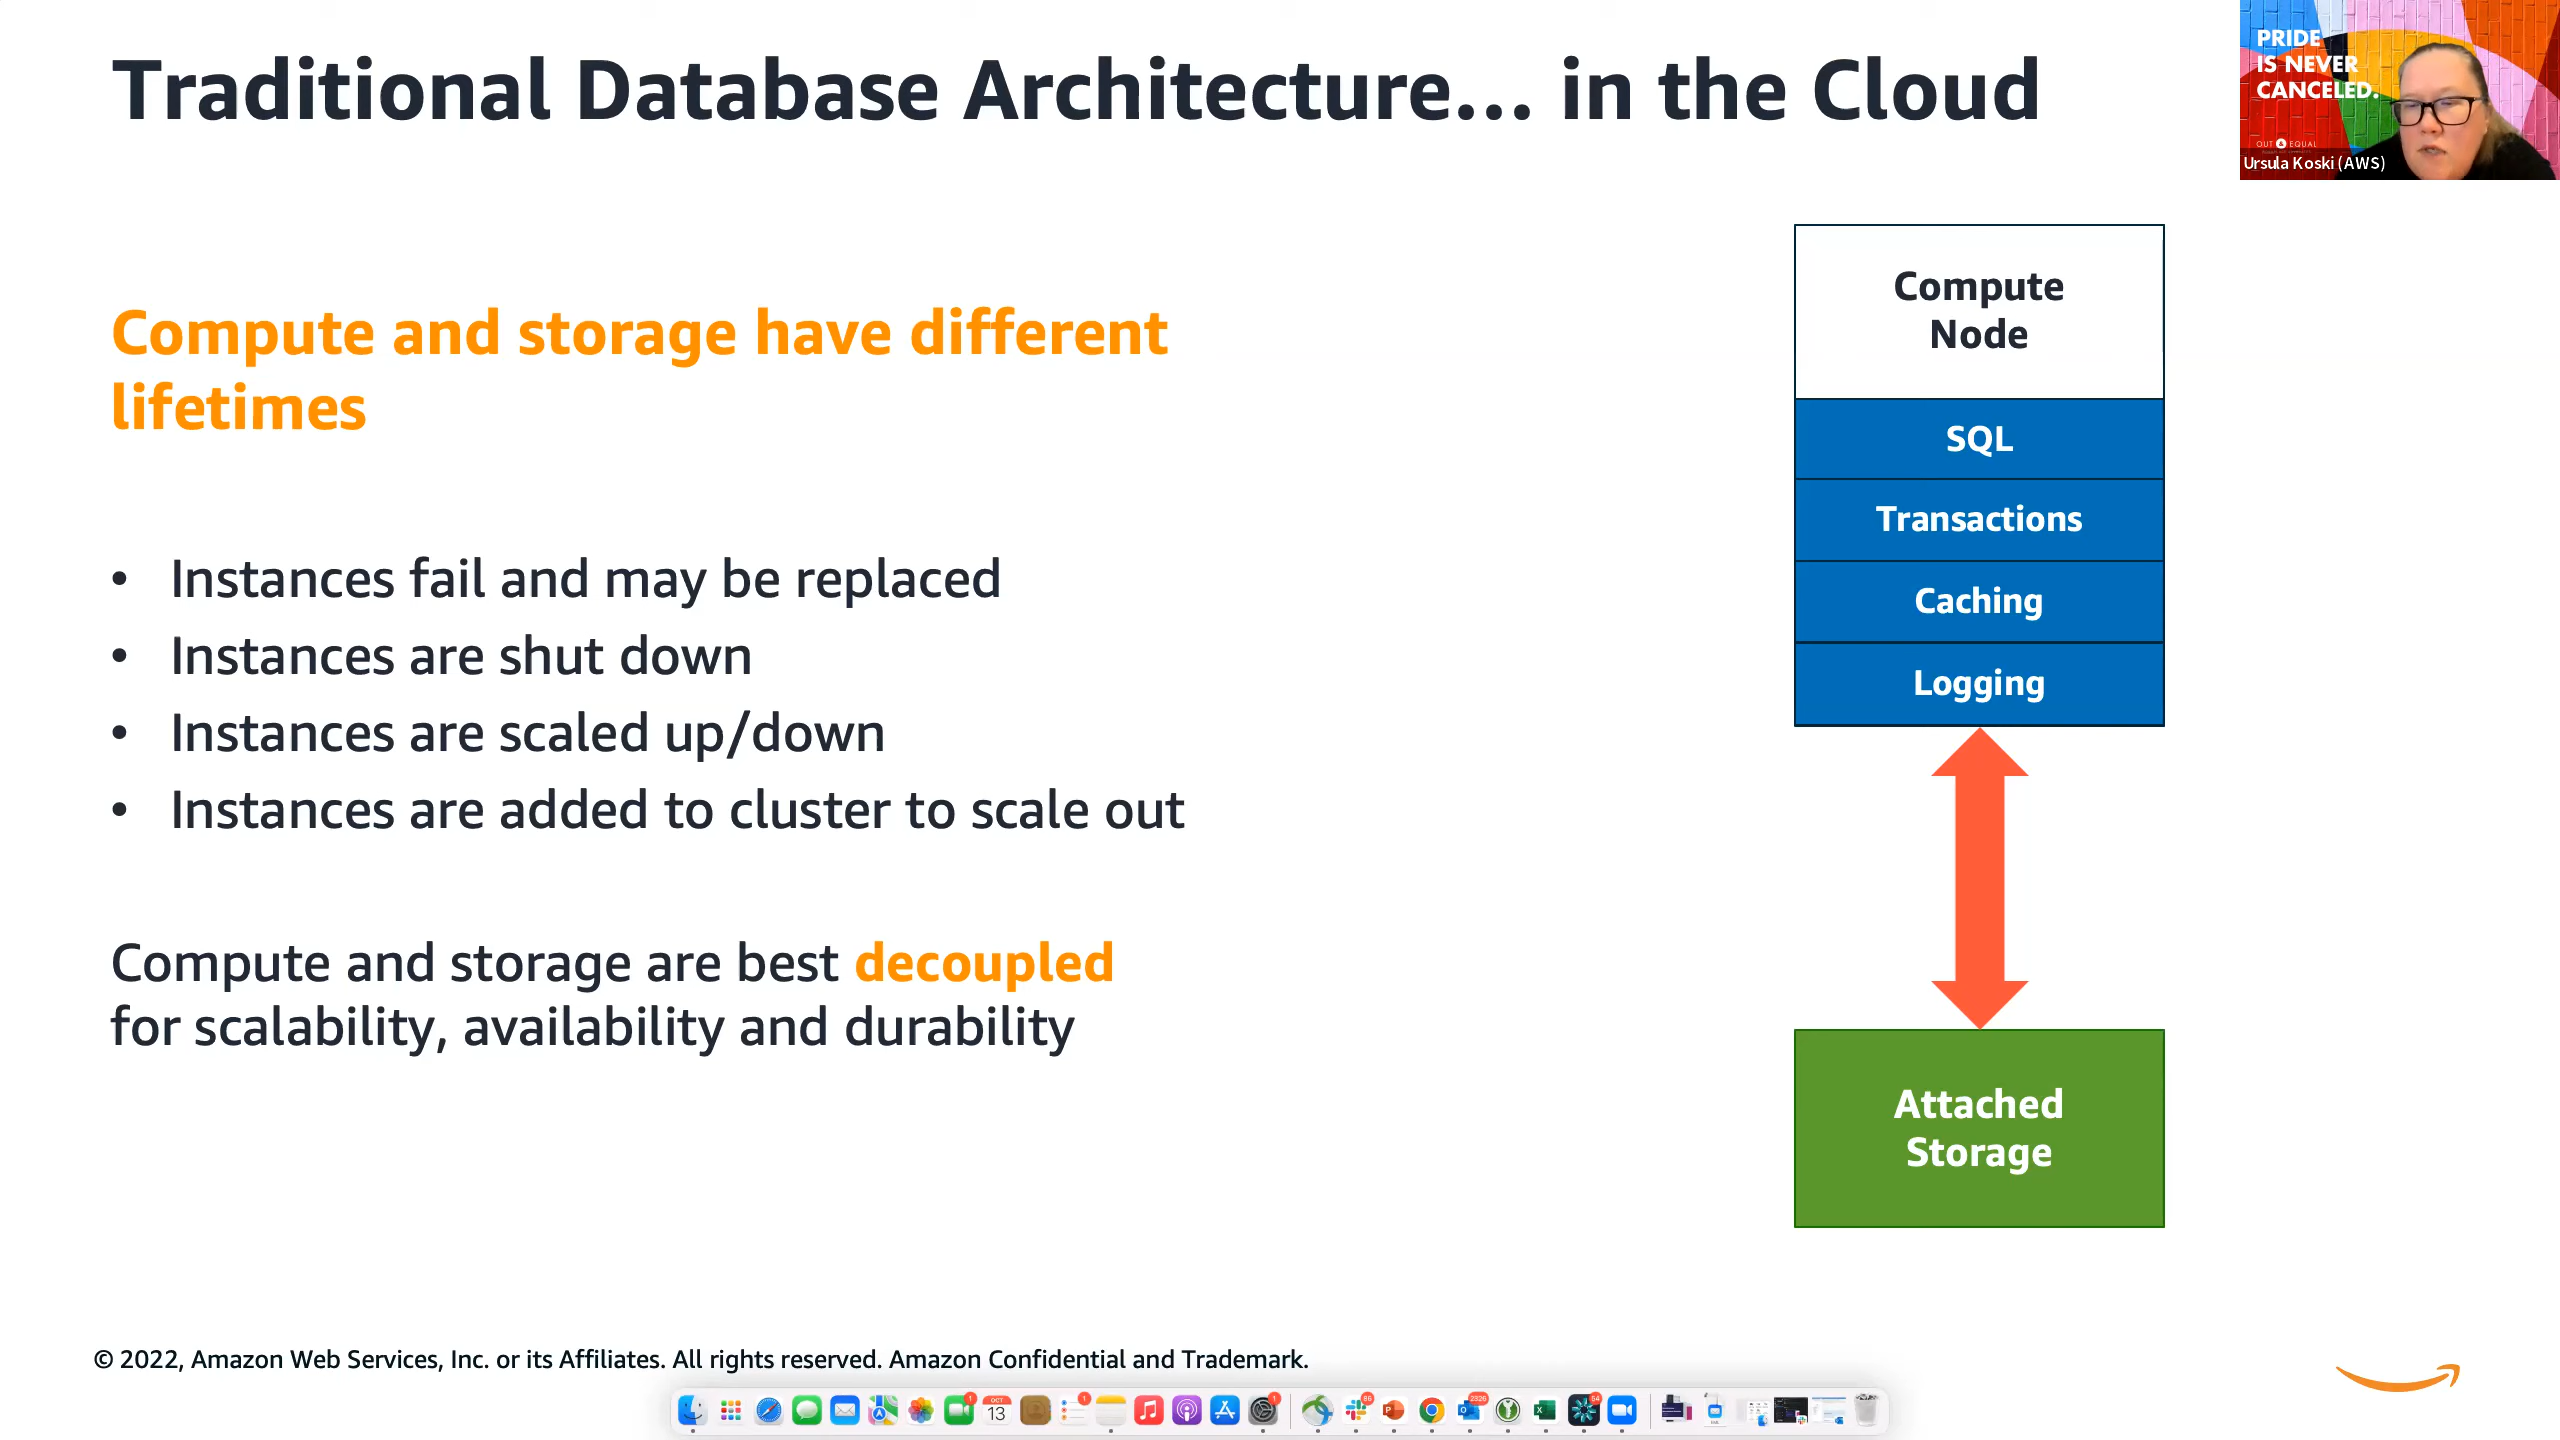 Traditional Database Architecture... in the Cloud
PRIDE
IS NEVER
CANCELED.
OUT & EQUAL
Ursula Koski (AWS)
Compute and storage have different
lifetimes
• Instances fail and may be replaced
• Instances are shut down
• Instances are scaled up/down
• Instances are added to cluster to scale out
Compute and storage are best decoupled
for scalability, availability and durability
Compute
Node
SQL
Transactions
Caching
Logging
Attached
Storage
© 2022, Amazon Web Services, Inc. or its Affiliates. All rights reserved. Amazon Confidential and Trademark.
OCT
13